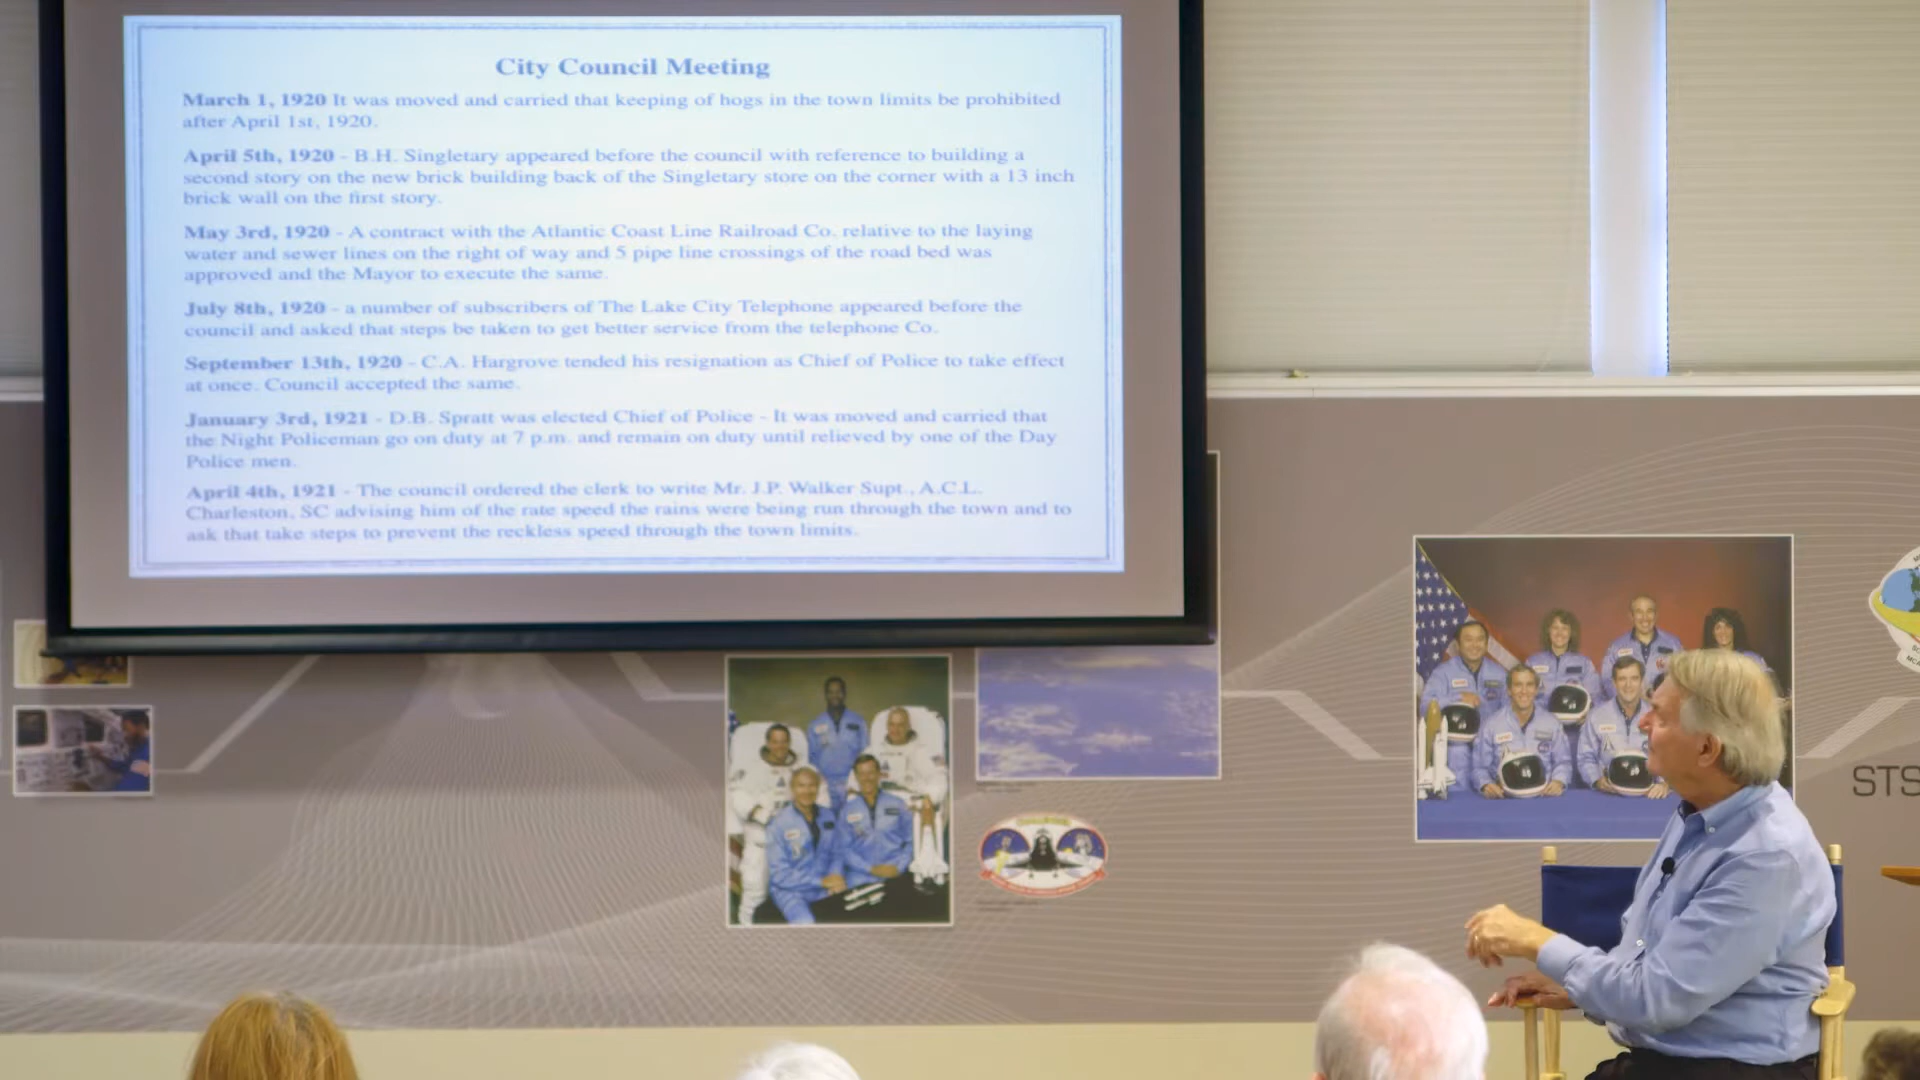 City Council Meeting
March 1, 1920 It was moved and carried that keeping of hogs in the town limits be prohibited
after April 1st, 1920.
April 5th, 1920 - B.H. Singletary appeared before the council with reference to building a
second story on the new brick building back of the Singletary store on the corner with a 13 inch
brick wall on the first story.
May 3rd, 1920 - A contract with the Atlantic Coast Line Railroad Co. relative to the laying
water and sewer lines on the right of way and 5 pipe line crossings of the road bed was
approved and the Mayor to execute the same.
July 8th, 1920 - a number of subscribers of The Lake City Telephone appeared before the
council and asked that steps be taken to get better service from the telephone Co.
September 13th, 1920 - C.A. Hargrove tended his resignation as Chief of Police to take effect
at once. Council accepted the same.
January 3rd, 1921 - D.B. Spratt was elected Chief of Police - It was moved and carried that
the Night Policeman go on duty at 7 p.m. and remain on duty until relieved by one of the Day
Police men.
April 4th, 1921 - The council ordered the clerk to write Mr. J.P. Walker Supt., A.C.L.
Charleston, SC advising him of the rate speed the rains were being run through the town and to
ask that take steps to prevent the reckless speed through the town limits.
STS